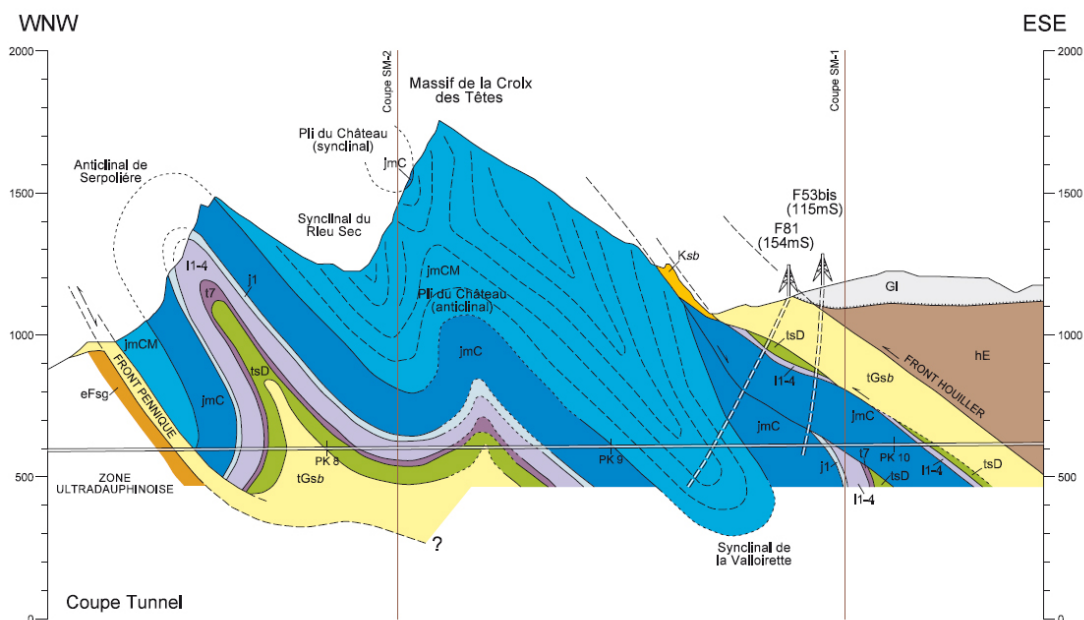 WNW
ESE
2000
2000
Coupe SM-2
Coupe SM-1
Massif de la Croix
des Têtes
Pli du Château
(synclinal)
jmC
Anticlinal de
Serpolière
1500
1500
F53bis
(115mS)
F81
(154mS)
Synclinal du
Rieu Sec
Ksb
jmCM
Pli du Château
(anticlinal)
l1-4
j1
t7
Gl
1000
1000
jmCM
jmC
tsD
hE
FRONT HOUILLER
l1-4
tGsb
eFsg
FRONT PENNIQUE
tsD
jmC
jmC
jmC
PK 8
PK 9
PK 10
j1
t7
l1-4
tsD
tsD
tGsb
l1-4
ZONE
ULTRADAUPHINOISE
500
500
?
Synclinal de
la Valloirette
Coupe Tunnel
0
0